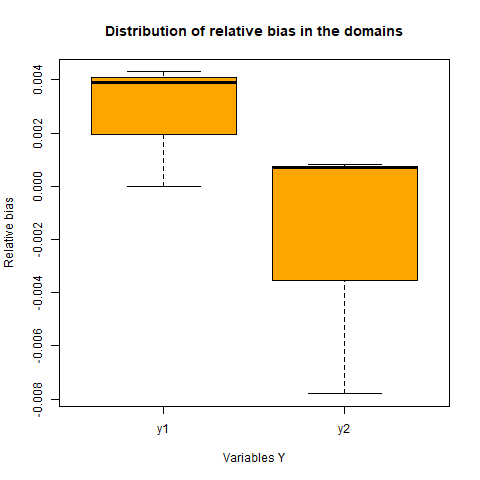 Distribution of relative bias in the domains
Relative bias
0.004
0.002
0.000
-0.002
-0.004
-0.006
-0.008
y1
y2
Variables Y